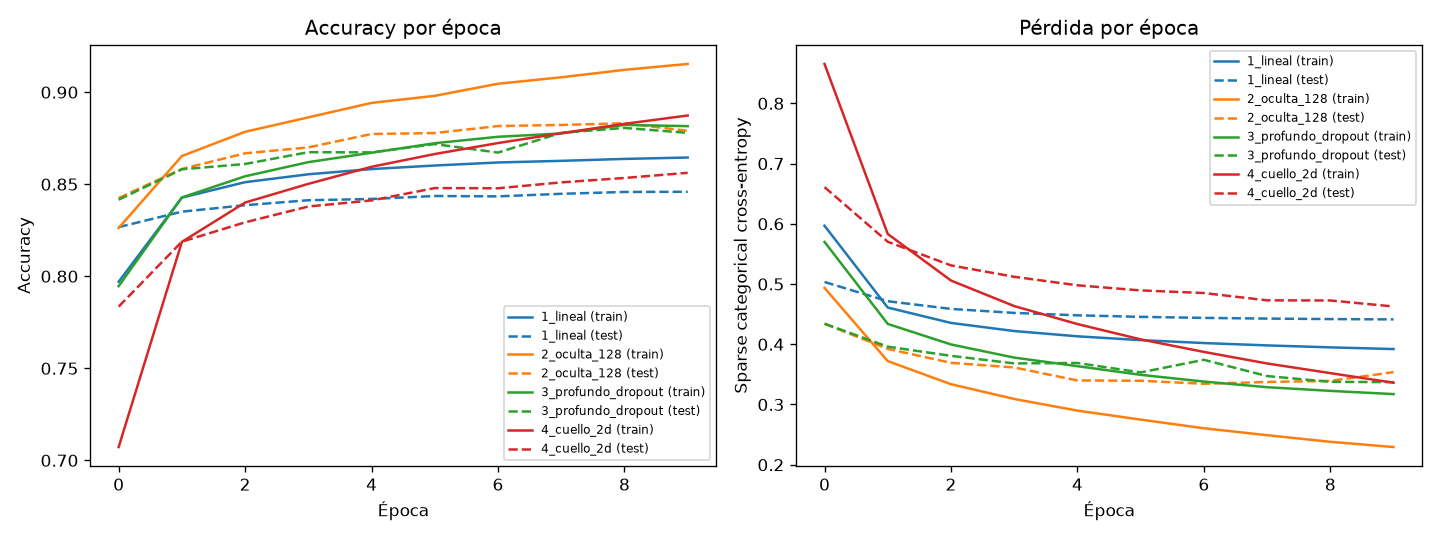 Accuracy por época
Accuracy
0.90
0.85
0.80
0.75
0.70
0
2
4
6
8
Época
1_lineal (train)
1_lineal (test)
2_oculta_128 (train)
2_oculta_128 (test)
3_profundo_dropout (train)
3_profundo_dropout (test)
4_cuello_2d (train)
4_cuello_2d (test)
Pérdida por época
Sparse categorical cross-entropy
0.8
0.7
0.6
0.5
0.4
0.3
0.2
0
2
4
6
8
Época
1_lineal (train)
1_lineal (test)
2_oculta_128 (train)
2_oculta_128 (test)
3_profundo_dropout (train)
3_profundo_dropout (test)
4_cuello_2d (train)
4_cuello_2d (test)